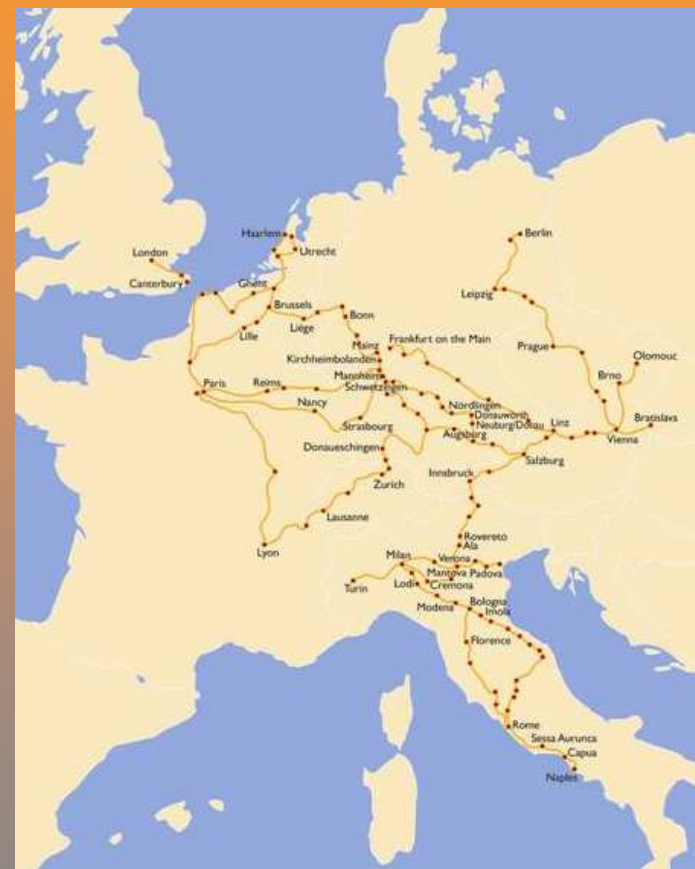 Haarlem
Berlin
London
Utrecht
Canterbury
Ghent
Leipzig
Brussels
Bonn
Lille
Liége
Mainz
Frankfurt on the Main
Prague
Olomouc
Kirchheimbolanden
Paris
Reims
Mannheim
Schwetzingen
Brno
Nancy
Nördlingen
Donauwörth
Bratislava
Strasbourg
Neuburg/Donau
Linz
Augsburg
Vienna
Donaueschingen
Salzburg
Innsbruck
Zurich
Lausanne
Rovereto
Lyon
Ala
Milan
Verona
Mantova
Padova
Turin
Lodi
Cremona
Bologna
Modena
Imola
Florence
Rome
Sessa Aurunca
Capua
Naples